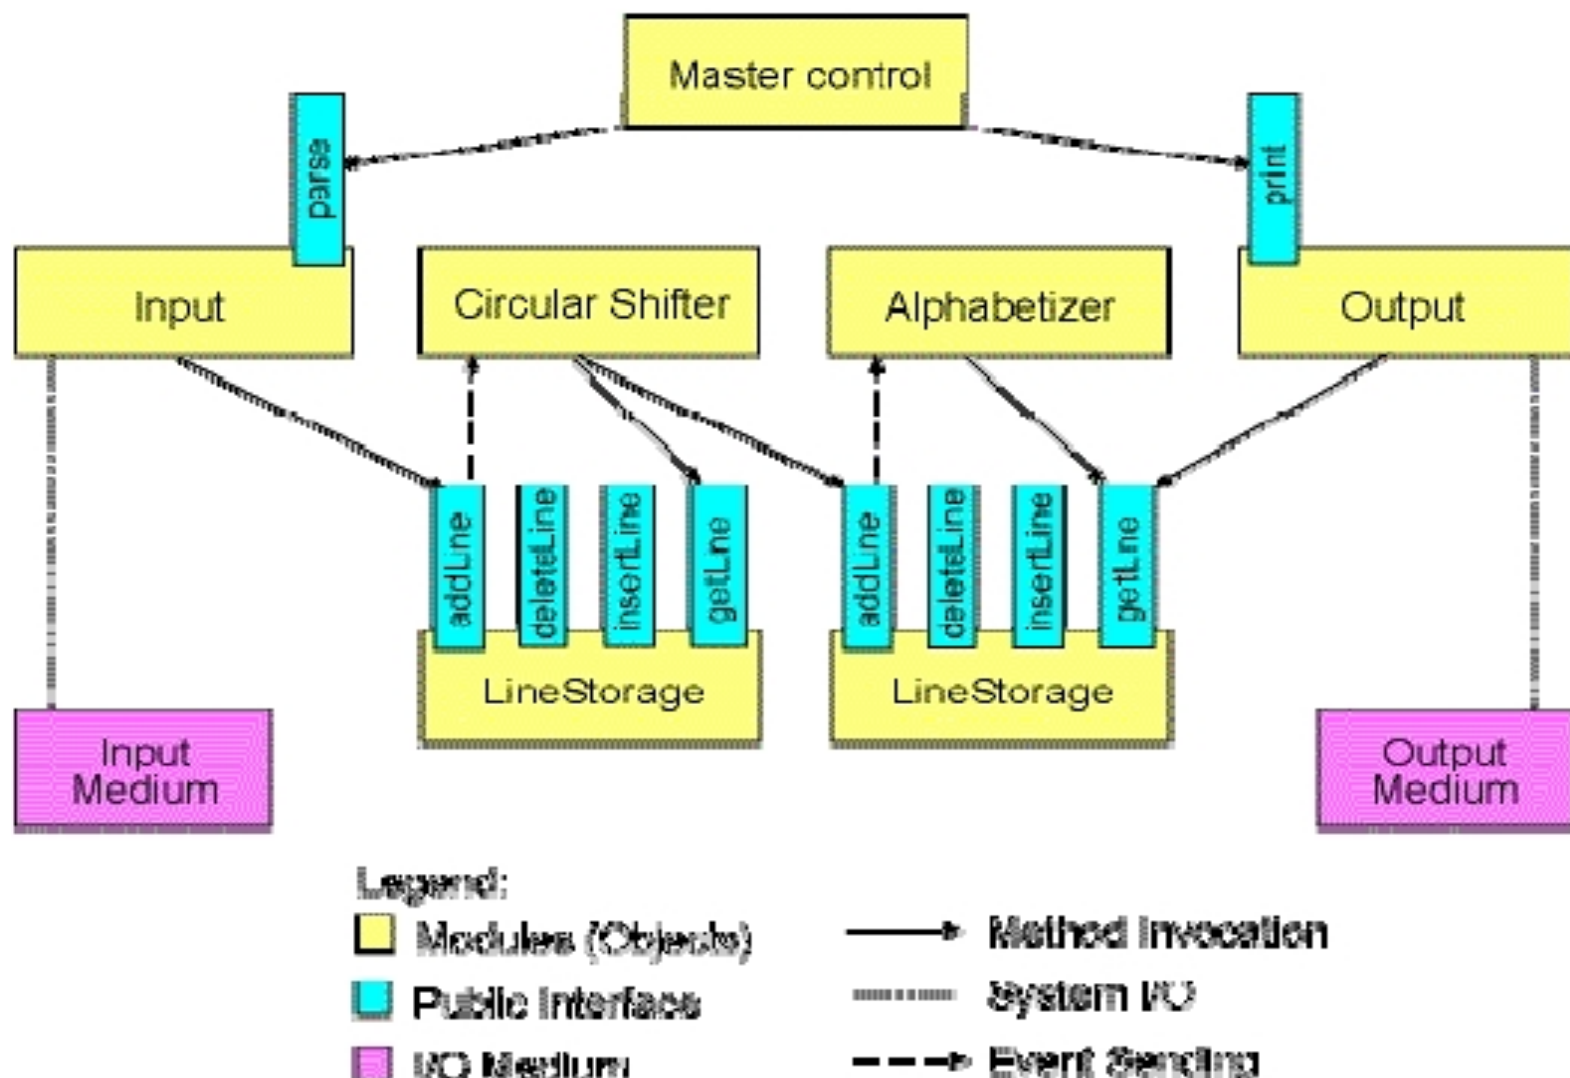 Master control
parse
print
Input
Circular Shifter
Alphabetizer
Output
addLine
deleteLine
insertLine
getLine
addLine
deleteLine
insertLine
getLine
LineStorage
LineStorage
Input
Medium
Output
Medium
Legend:
Modules (Objects)
Method Invocation
Public Interface
System I/O
I/O Medium
Event Sending